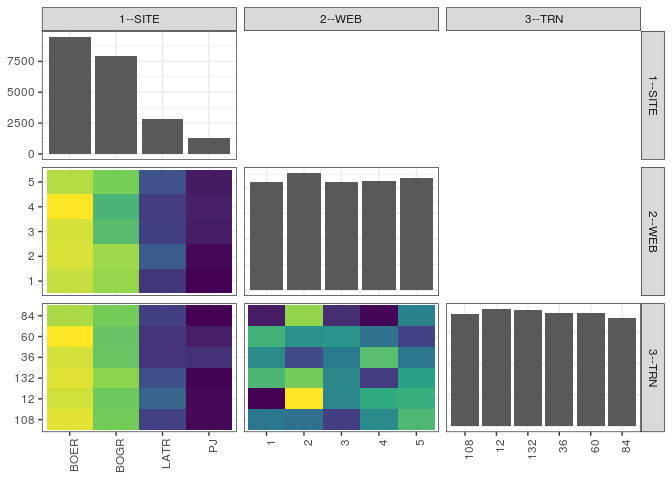 1--SITE 2--WEB 3--TRN
7500
5000
2500
0
1--SITE
5
4
3
2
1
2--WEB
84
60
36
132
12
108
3--TRN
BOER BOGR LATR PJ
1 2 3 4 5
108 12 132 36 60 84